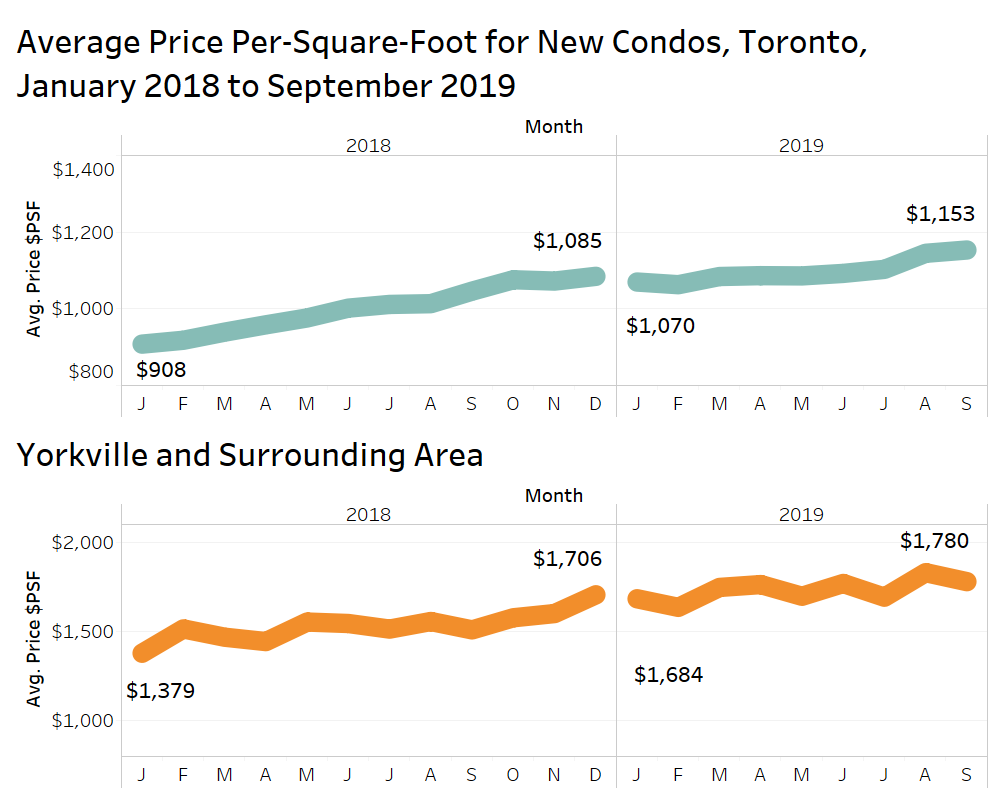 Average Price Per-Square-Foot for New Condos, Toronto,
January 2018 to September 2019
Month
2018 2019
$1,400
$1,200
$1,000
$800
Avg. Price $PSF
$908
$1,085
$1,070
$1,153
J F M A M J J A S O N D J F M A M J J A S
Yorkville and Surrounding Area
Month
2018 2019
$2,000
$1,500
$1,000
Avg. Price $PSF
$1,379
$1,706
$1,684
$1,780
J F M A M J J A S O N D J F M A M J J A S